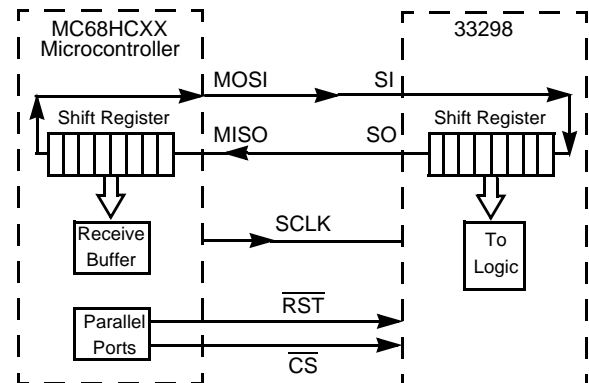 MC68HCXX
Microcontroller
33298
MOSI
SI
Shift Register
Shift Register
MISO
SO
Receive
Buffer
SCLK
To
Logic
Parallel
Ports
RST
CS